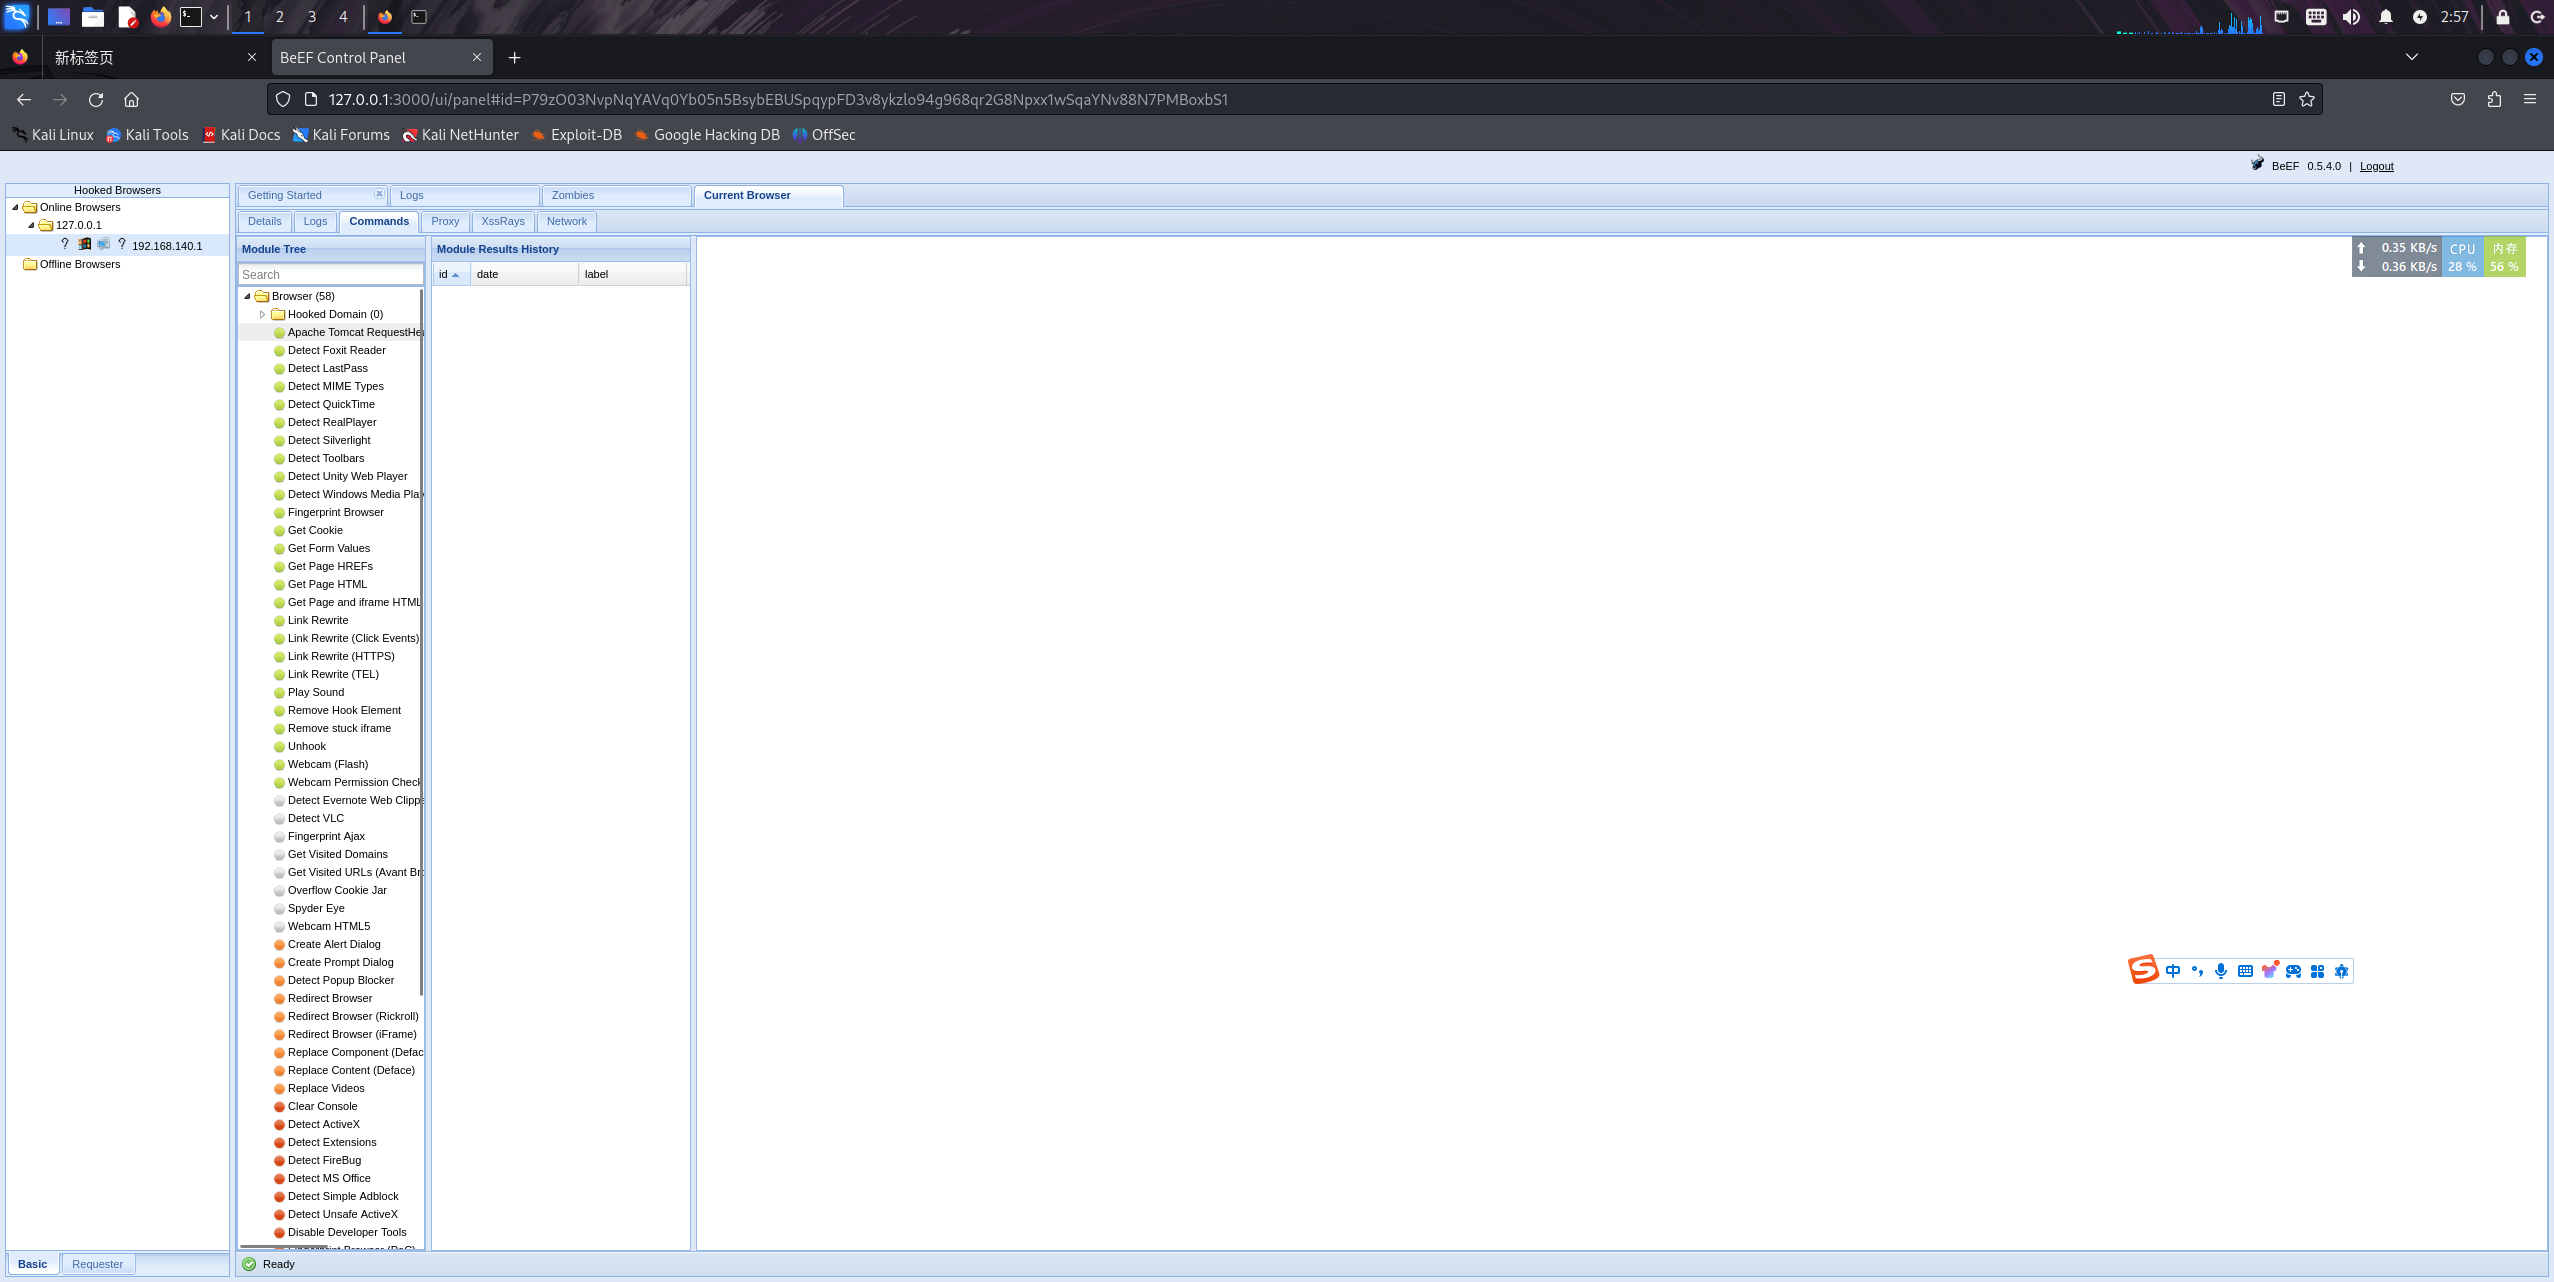 1 2 3 4 2:57
新标签页 BeEF Control Panel
127.0.0.1:3000/ui/panel#id=P79zO03NvpNqYAVq0Yb05n5BsybEBUSpqypFD3v8ykzlo94g968qr2G8Npxx1wSqaYNv88N7PMBoxbS1
Kali Linux Kali Tools Kali Docs Kali Forums Kali NetHunter Exploit-DB Google Hacking DB OffSec
BeEF 0.5.4.0 | Logout
Hooked Browsers
Online Browsers
127.0.0.1
? ? 192.168.140.1
Offline Browsers
Getting Started Logs Zombies Current Browser
Details Logs Commands Proxy XssRays Network
Module Tree
Search
Browser (58)
Hooked Domain (0)
Apache Tomcat RequestHe
Detect Foxit Reader
Detect LastPass
Detect MIME Types
Detect QuickTime
Detect RealPlayer
Detect Silverlight
Detect Toolbars
Detect Unity Web Player
Detect Windows Media Play
Fingerprint Browser
Get Cookie
Get Form Values
Get Page HREFs
Get Page HTML
Get Page and iframe HTML
Link Rewrite
Link Rewrite (Click Events)
Link Rewrite (HTTPS)
Link Rewrite (TEL)
Play Sound
Remove Hook Element
Remove stuck iframe
Unhook
Webcam (Flash)
Webcam Permission Check
Detect Evernote Web Clippe
Detect VLC
Fingerprint Ajax
Get Visited Domains
Get Visited URLs (Avant Br
Overflow Cookie Jar
Spyder Eye
Webcam HTML5
Create Alert Dialog
Create Prompt Dialog
Detect Popup Blocker
Redirect Browser
Redirect Browser (Rickroll)
Redirect Browser (iFrame)
Replace Component (Defac
Replace Content (Deface)
Replace Videos
Clear Console
Detect ActiveX
Detect Extensions
Detect FireBug
Detect MS Office
Detect Simple Adblock
Detect Unsafe ActiveX
Disable Developer Tools
Fingerprint Browser (PoC)
Module Results History
id date label
0.35 KB/s CPU 内存
0.36 KB/s 28 % 56 %
中
Basic Requester
Ready